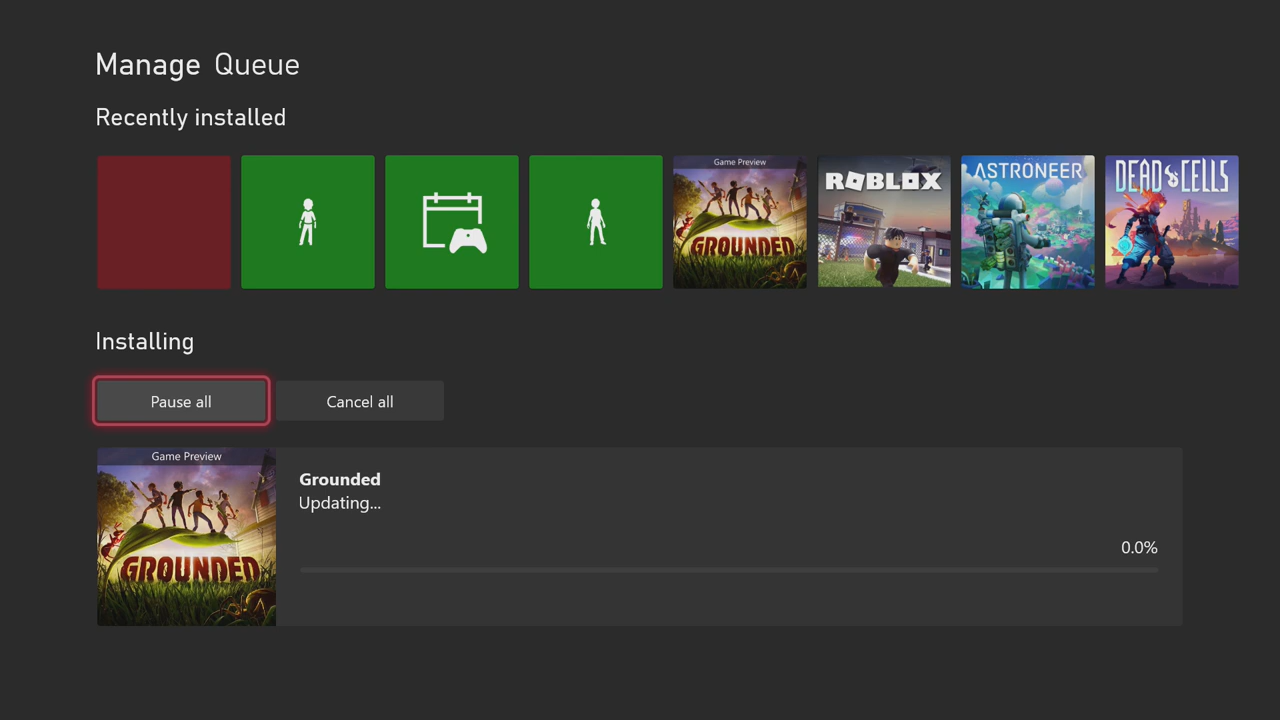 Manage Queue
Recently installed
Game Preview
GROUNDED
ROBLOX
ASTRONEER
DEAD CELLS
Installing
Pause all
Cancel all
Game Preview
GROUNDED
Grounded
Updating...
0.0%